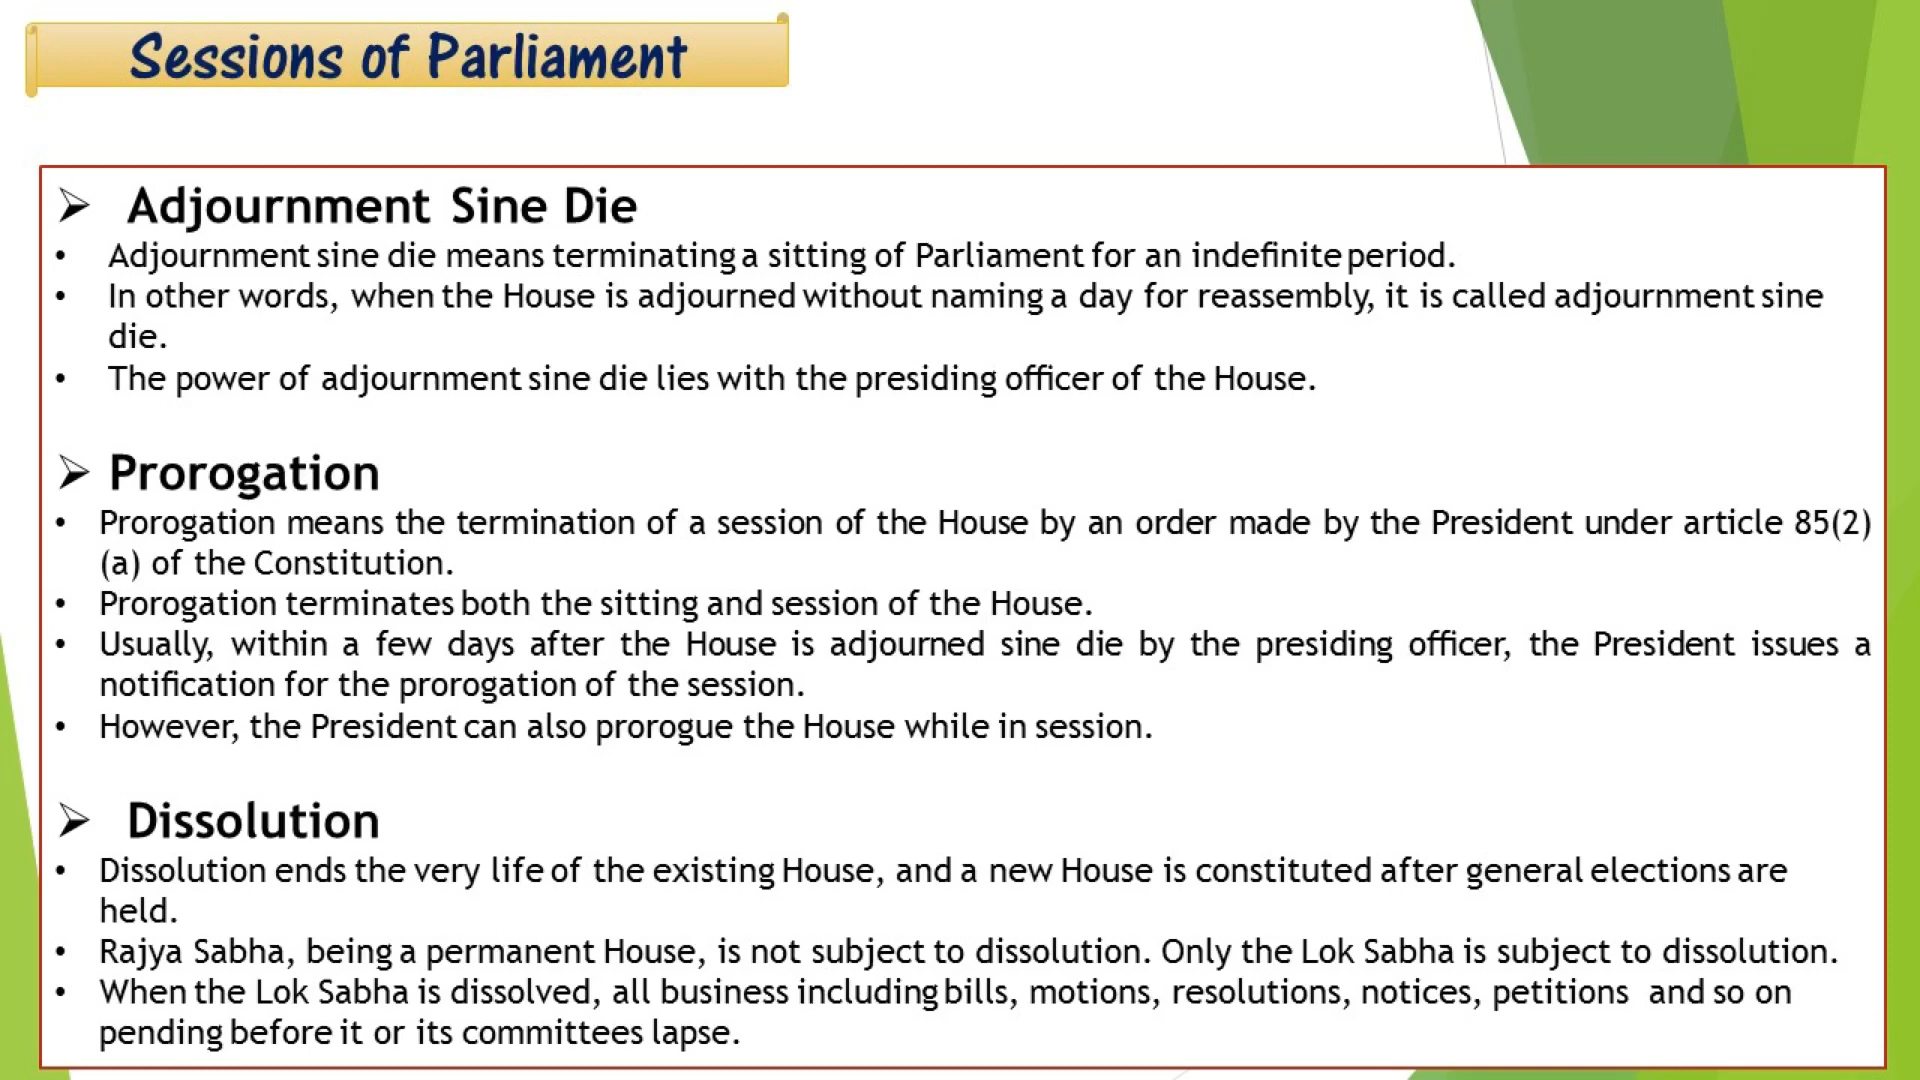 Sessions of Parliament
➢ Adjournment Sine Die
• Adjournment sine die means terminating a sitting of Parliament for an indefinite period.
• In other words, when the House is adjourned without naming a day for reassembly, it is called adjournment sine
die.
• The power of adjournment sine die lies with the presiding officer of the House.
➢ Prorogation
• Prorogation means the termination of a session of the House by an order made by the President under article 85(2)
(a) of the Constitution.
• Prorogation terminates both the sitting and session of the House.
• Usually, within a few days after the House is adjourned sine die by the presiding officer, the President issues a
notification for the prorogation of the session.
• However, the President can also prorogue the House while in session.
➢ Dissolution
• Dissolution ends the very life of the existing House, and a new House is constituted after general elections are
held.
• Rajya Sabha, being a permanent House, is not subject to dissolution. Only the Lok Sabha is subject to dissolution.
• When the Lok Sabha is dissolved, all business including bills, motions, resolutions, notices, petitions and so on
pending before it or its committees lapse.